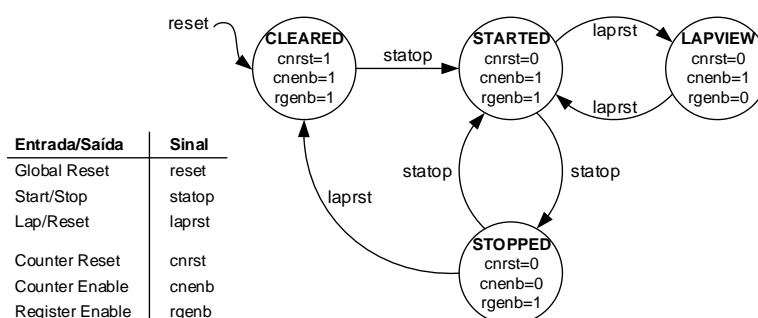 reset
CLEARED
cnrst=1
cnenb=1
rgenb=1
statop
STARTED
cnrst=0
cnenb=1
rgenb=1
laprst
laprst
LAPVIEW
cnrst=0
cnenb=1
rgenb=0
statop
statop
laprst
STOPPED
cnrst=0
cnenb=0
rgenb=1
Entrada/Saída Sinal
Global Reset reset
Start/Stop statop
Lap/Reset laprst
Counter Reset cnrst
Counter Enable cnenb
Register Enable rgenb